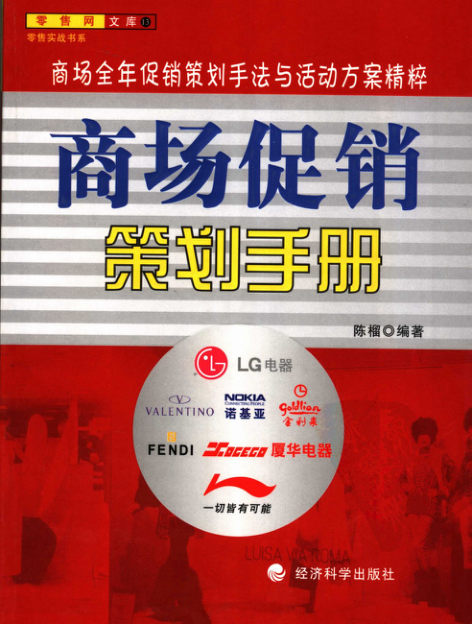 零售网文库13
零售实战书系
商场全年促销策划手法与活动方案精粹
商场促销
策划手册
陈榴◎编著
LG电器
VALENTINO
NOKIA
CONNECTING PEOPLE
诺基亚
goldlion
金利来
FENDI
XOCECO 厦华电器
一切皆有可能
LUISA VIA ROMA
经济科学出版社